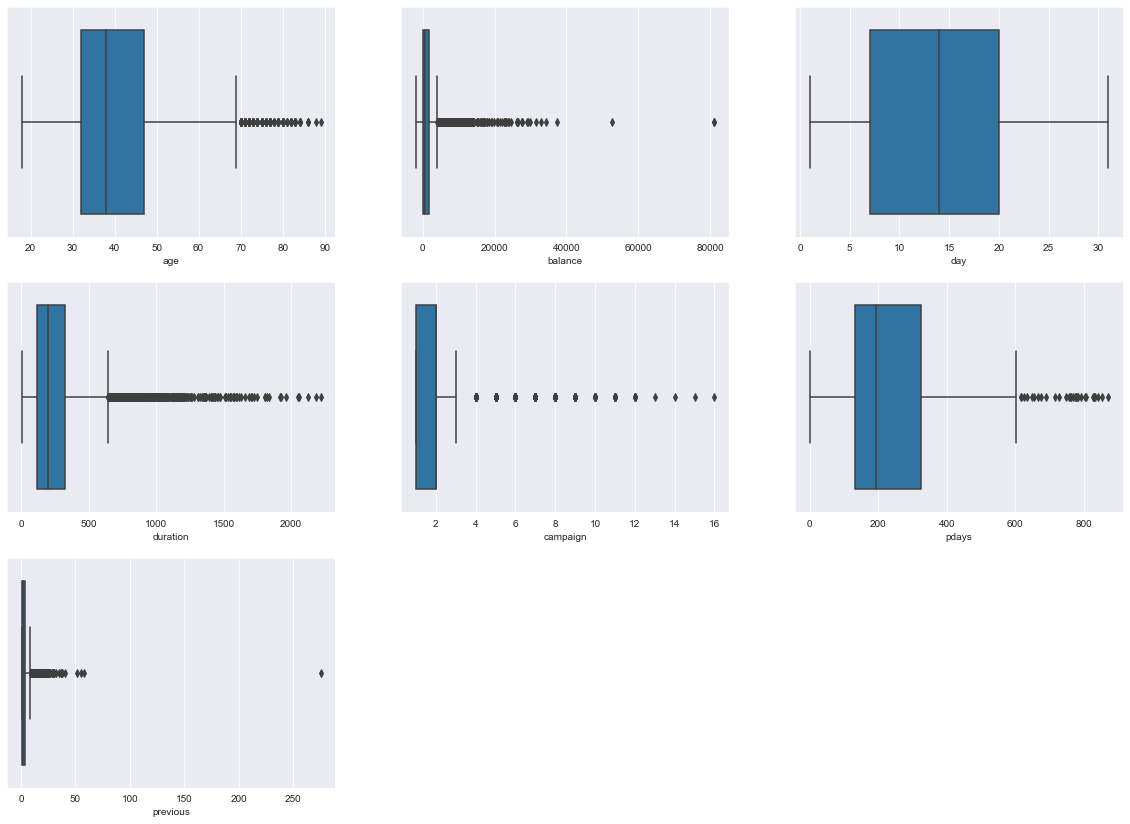 20 30 40 50 60 70 80 90
age
0 20000 40000 60000 80000
balance
0 5 10 15 20 25 30
day
0 500 1000 1500 2000
duration
2 4 6 8 10 12 14 16
campaign
0 200 400 600 800
pdays
0 50 100 150 200 250
previous